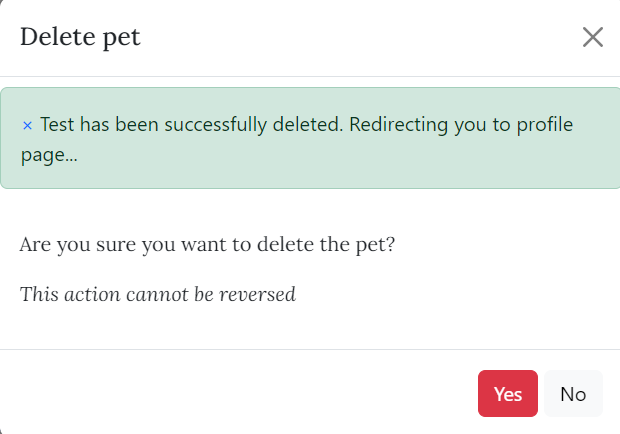 Delete pet
× Test has been successfully deleted. Redirecting you to profile
page...
Are you sure you want to delete the pet?
This action cannot be reversed
Yes No